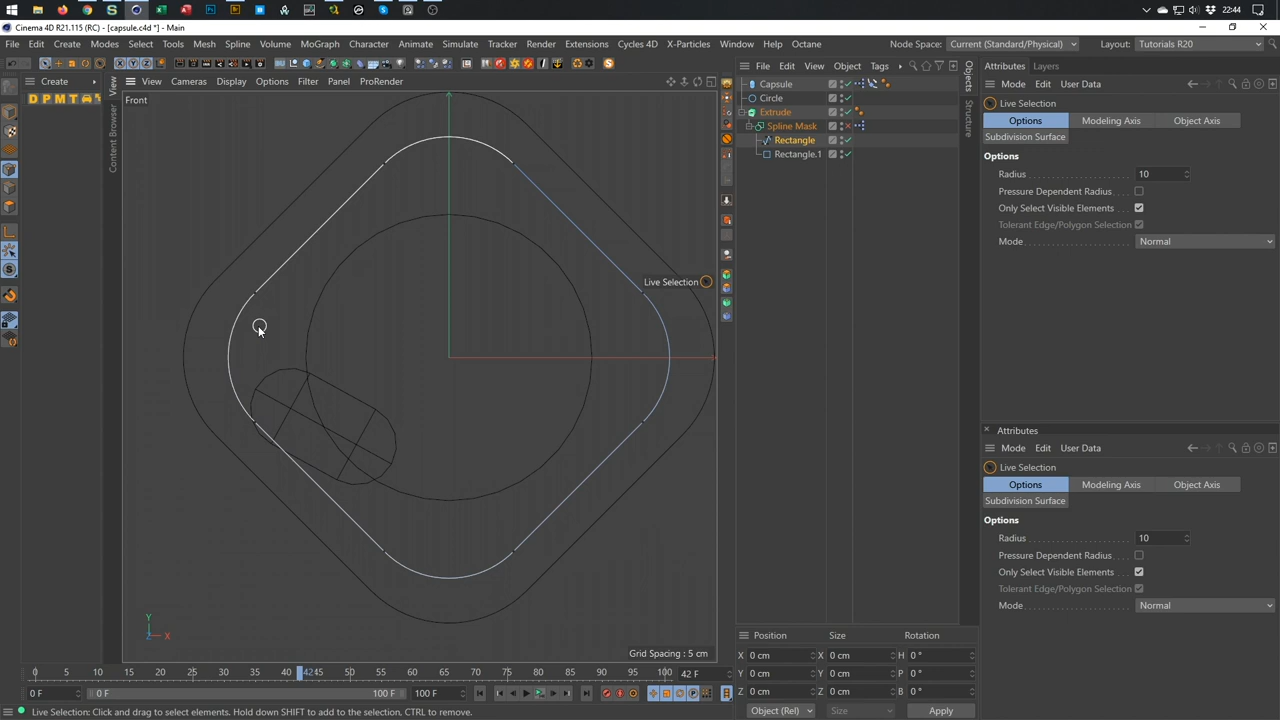 22:44
Cinema 4D R21.115 (RC) - [capsule.c4d *] - Main
File Edit Create Modes Select Tools Mesh Spline Volume MoGraph Character Animate Simulate Tracker Render Extensions Cycles 4D X-Particles Window Help Octane
Node Space: Current (Standard/Physical) Layout: Tutorials R20
Create
View Cameras Display Options Filter Panel ProRender
File Edit View Object Tags
Attributes Layers
D P M T
View
Content Browser
Front
Objects
Structure
Capsule
Circle
Extrude
Spline Mask
Rectangle
Rectangle.1
Mode Edit User Data
Live Selection
Options Modeling Axis Object Axis
Subdivision Surface
Options
Radius 10
Pressure Dependent Radius
Only Select Visible Elements
Tolerant Edge/Polygon Selection
Mode Normal
Live Selection
Attributes
Mode Edit User Data
Live Selection
Options Modeling Axis Object Axis
Subdivision Surface
Options
Radius 10
Pressure Dependent Radius
Only Select Visible Elements
Tolerant Edge/Polygon Selection
Mode Normal
Y
Z X
Grid Spacing : 5 cm
0 5 10 15 20 25 30 35 42 45 50 55 60 65 70 75 80 85 90 95 100 42 F
0 F 0 F 100 F 100 F
Position Size Rotation
X 0 cm X 0 cm H 0 °
Y 0 cm Y 0 cm P 0 °
Z 0 cm Z 0 cm B 0 °
Object (Rel) Size Apply
Live Selection: Click and drag to select elements. Hold down SHIFT to add to the selection, CTRL to remove.